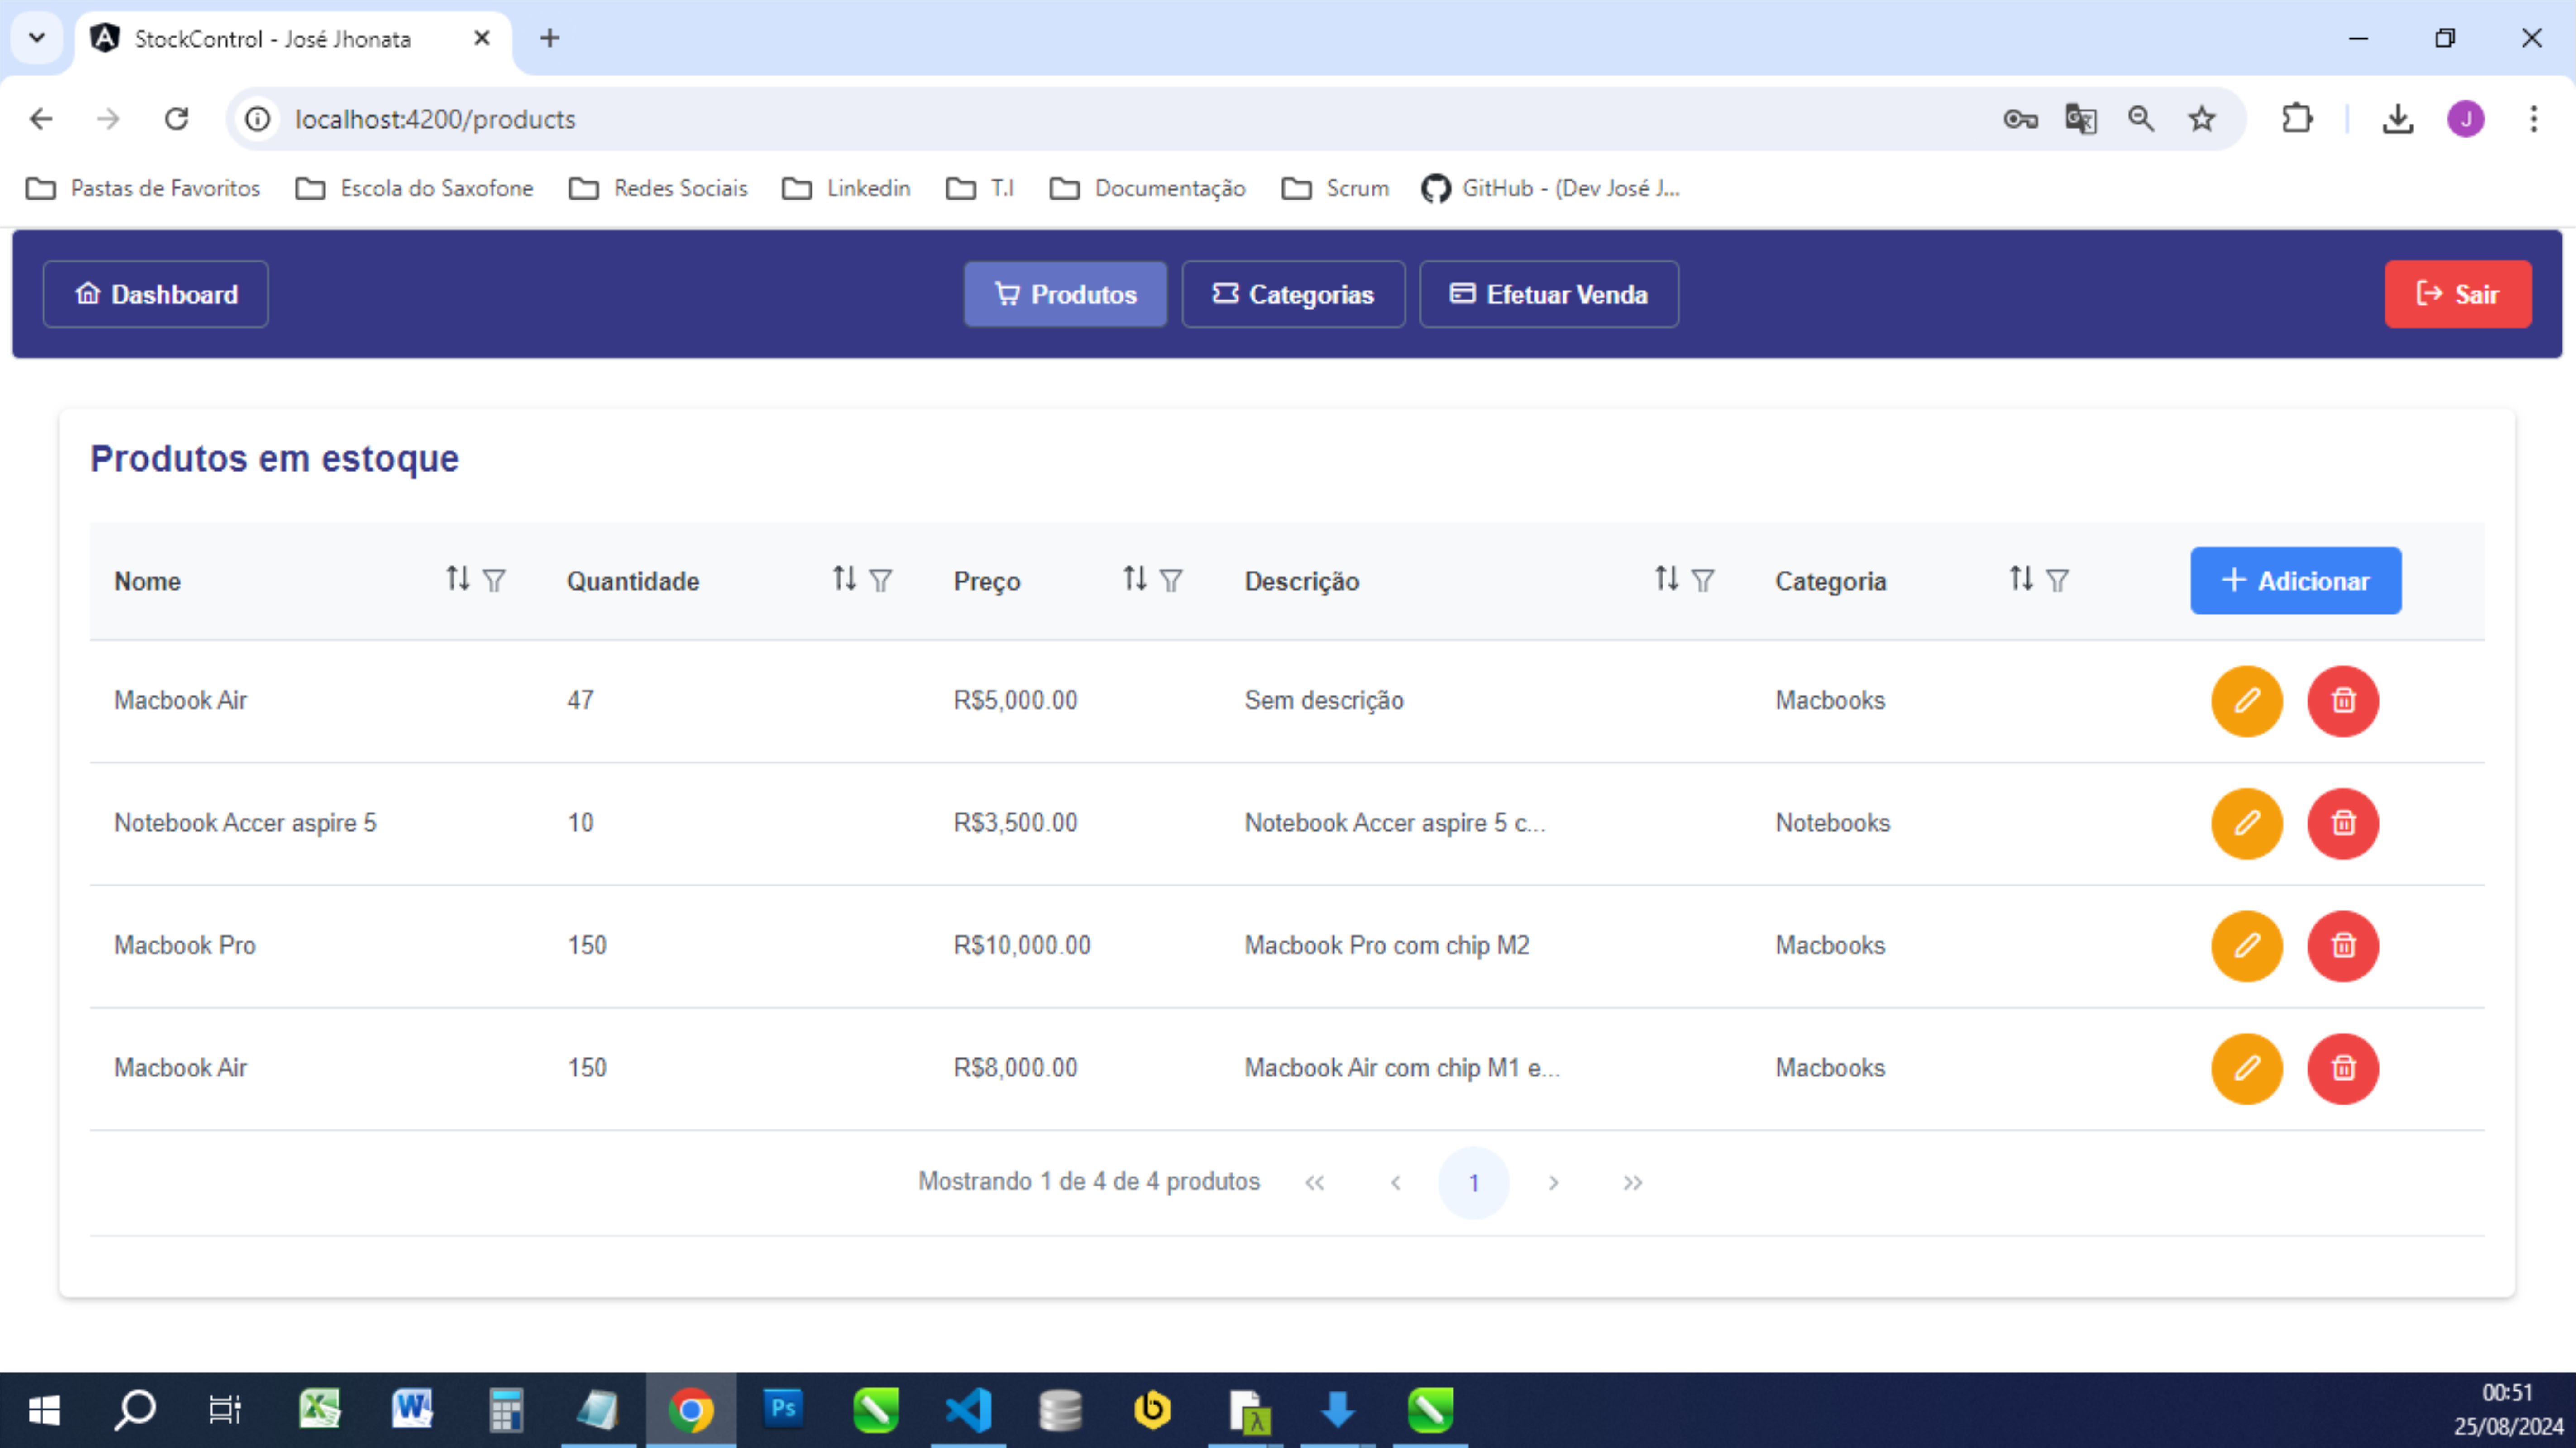 StockControl - José Jhonata
localhost:4200/products
J
Pastas de Favoritos Escola do Saxofone Redes Sociais Linkedin T.I Documentação Scrum GitHub - (Dev José J...
Dashboard Produtos Categorias Efetuar Venda Sair
Produtos em estoque
Nome Quantidade Preço Descrição Categoria Adicionar
Macbook Air 47 R$5,000.00 Sem descrição Macbooks
Notebook Accer aspire 5 10 R$3,500.00 Notebook Accer aspire 5 c... Notebooks
Macbook Pro 150 R$10,000.00 Macbook Pro com chip M2 Macbooks
Macbook Air 150 R$8,000.00 Macbook Air com chip M1 e... Macbooks
Mostrando 1 de 4 de 4 produtos « ‹ 1 › »
Ps
00:51
25/08/2024